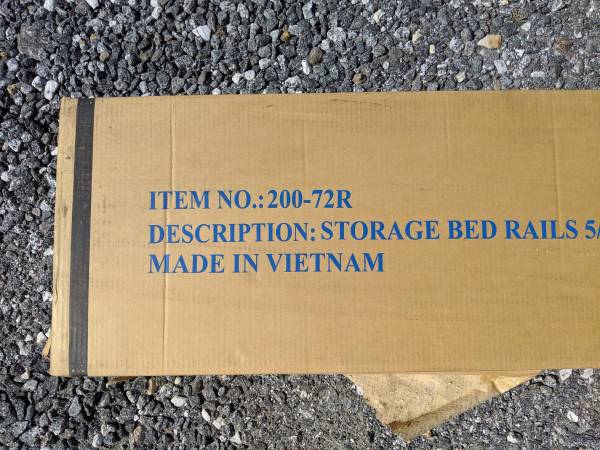 ITEM NO.: 200-72R
DESCRIPTION: STORAGE BED RAILS 5/
MADE IN VIETNAM